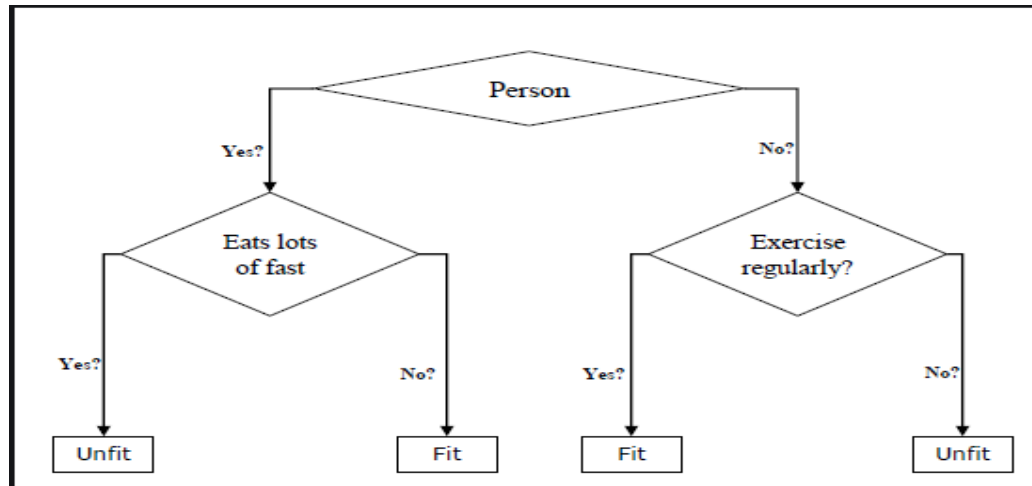 Person
Yes?
No?
Eats lots
of fast
Exercise
regularly?
Yes?
No?
Yes?
No?
Unfit
Fit
Fit
Unfit